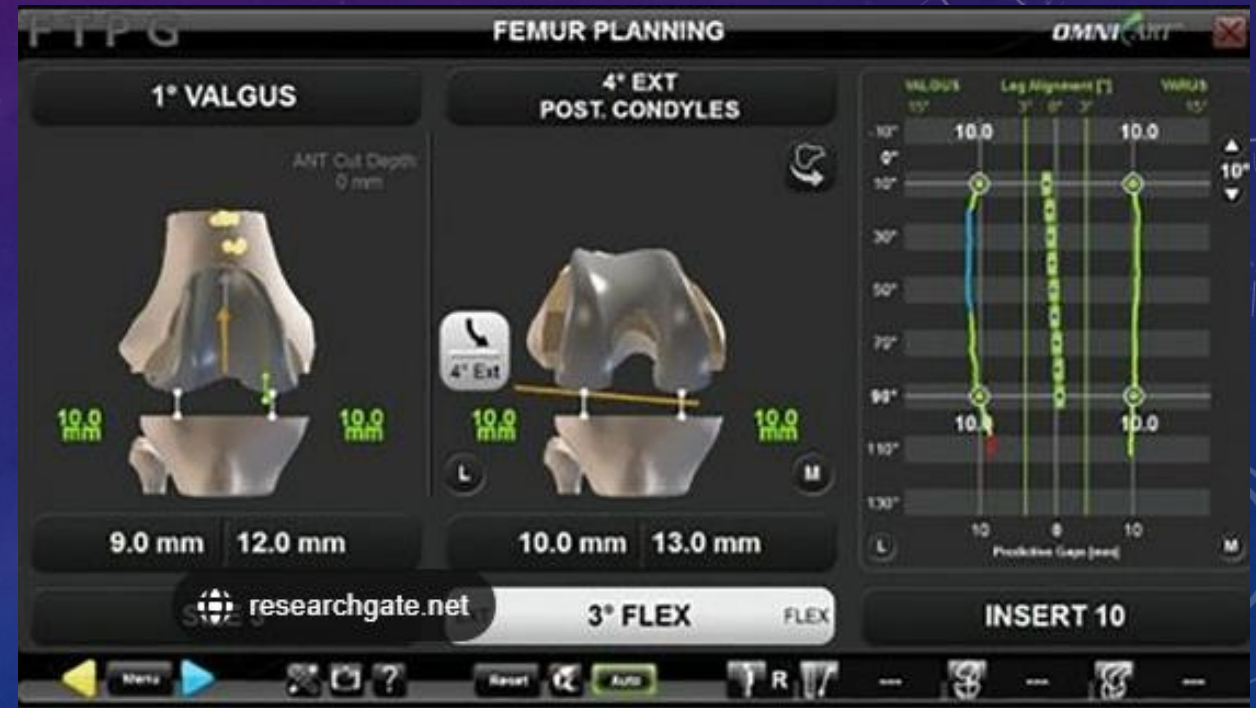 FTPG
FEMUR PLANNING
OMNI ART™
1° VALGUS
ANT Cut Depth:
0 mm
10.0
mm
10.0
mm
9.0 mm
12.0 mm
4° EXT
POST. CONDYLES
4° Ext
10.0
mm
10.0
mm
L
M
10.0 mm
13.0 mm
researchgate.net
3° FLEX
FLEX
VALGUS
Leg Alignment [°]
VARUS
15°
3°
0°
3°
15°
10.0
10.0
-10°
0°
10°
30°
50°
70°
90°
110°
130°
10°
10.0
10.0
10
0
10
L
Predictive Gaps [mm]
M
INSERT 10
Menu
?
Reset
Auto
R
---
---
---